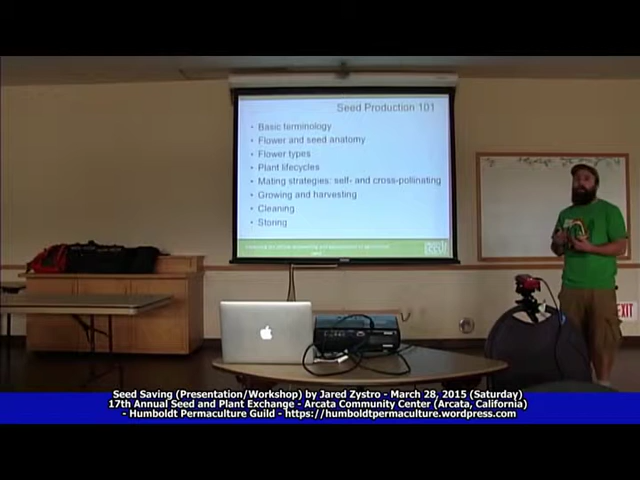 Seed Production 101
• Basic terminology
• Flower and seed anatomy
• Flower types
• Plant lifecycles
• Mating strategies: self- and cross-pollinating
• Growing and harvesting
• Cleaning
• Storing
EXIT
Seed Saving (Presentation/Workshop) by Jared Zystro - March 28, 2015 (Saturday)
17th Annual Seed and Plant Exchange - Arcata Community Center (Arcata, California)
- Humboldt Permaculture Guild - https://humboldtpermaculture.wordpress.com -